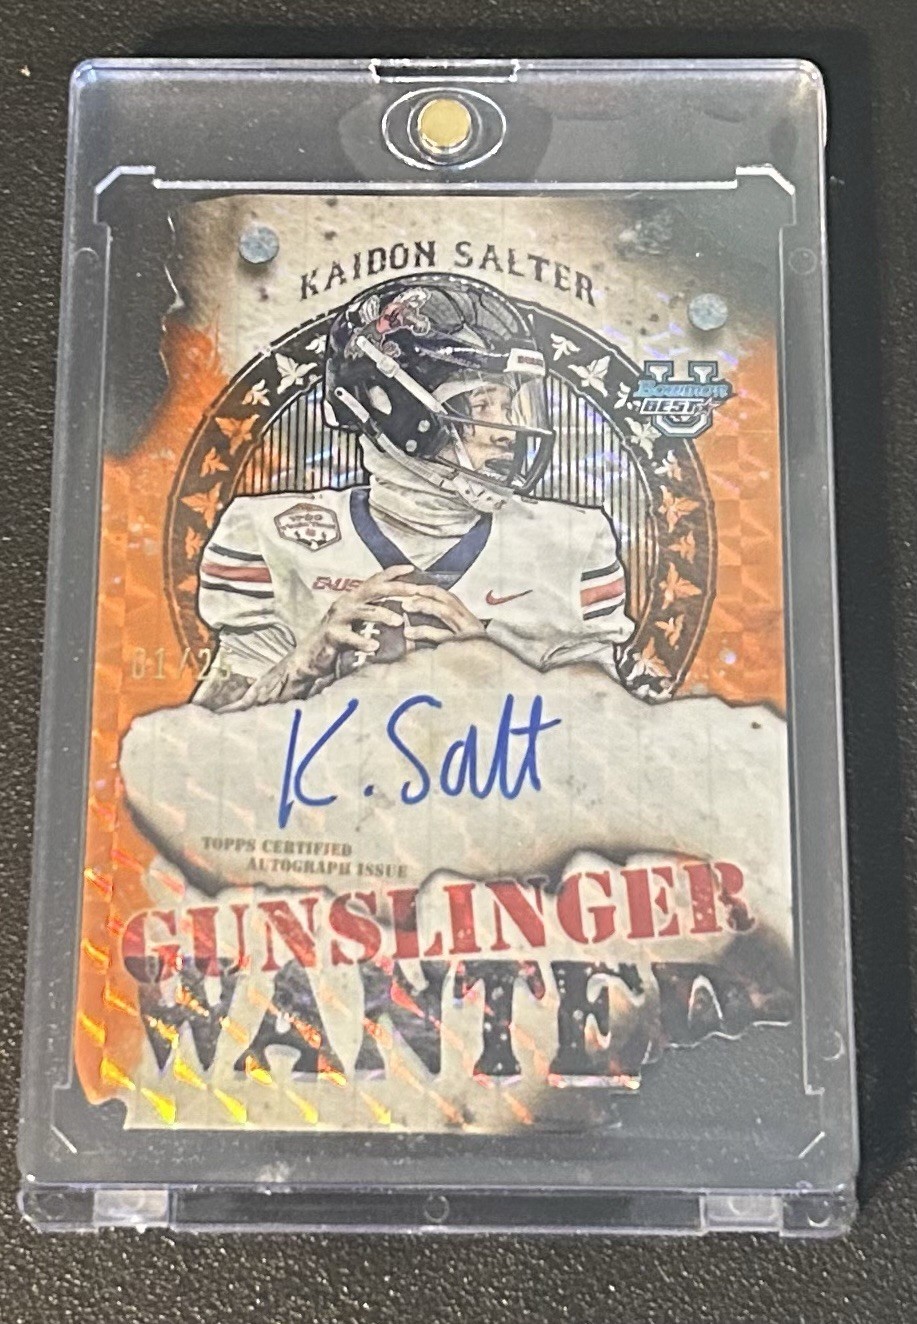 KAIDON SALTER
Bowman
BEST
01/25
K. Salt
TOPPS CERTIFIED
AUTOGRAPH ISSUE
GUNSLINGER
WANTED